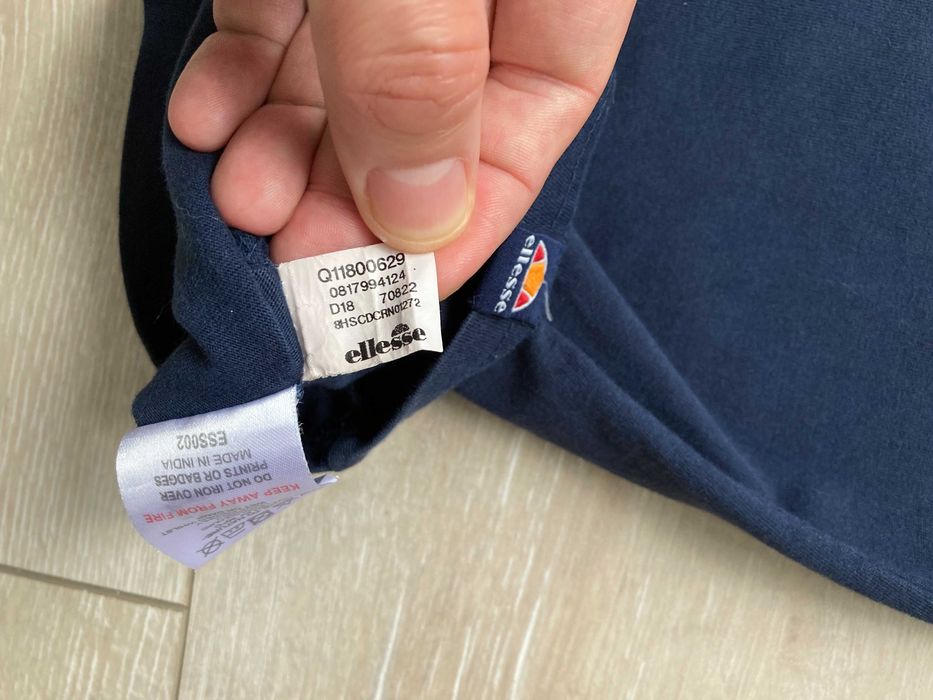 Q11800629
0817994124
D18 70822
8HSCDCRN01272
ellesse
ellesse
ESS002
MADE IN INDIA
PRINTS OR BADGES
DO NOT IRON OVER
KEEP AWAY FROM FIRE